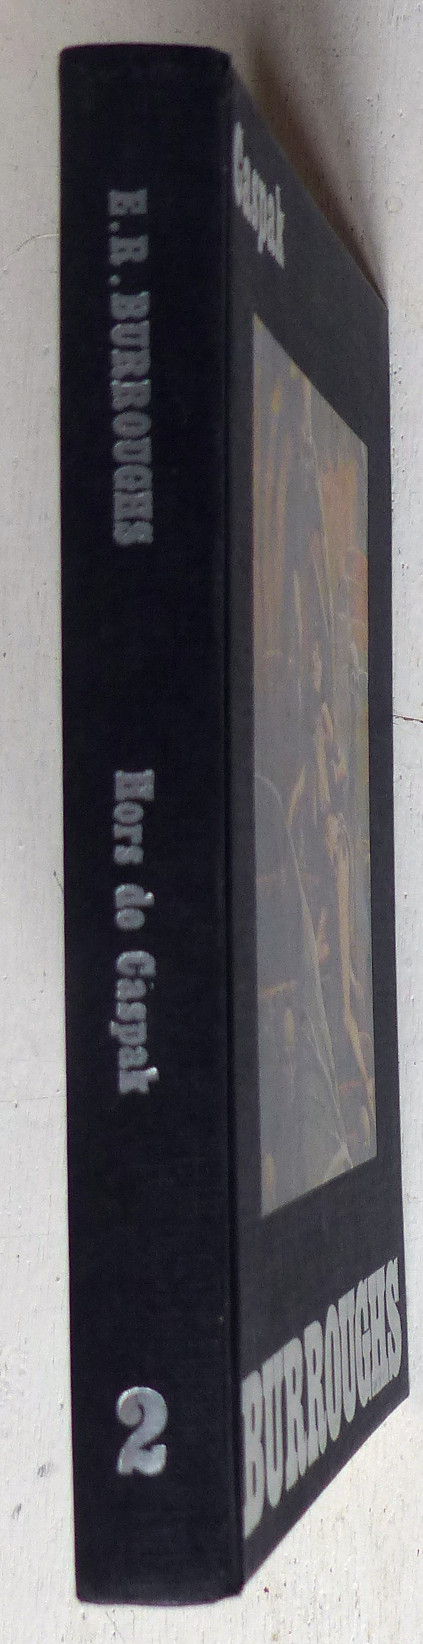 E.R.BURROUGHS
Hors de Caspak
2
Caspak
BURROUGHS